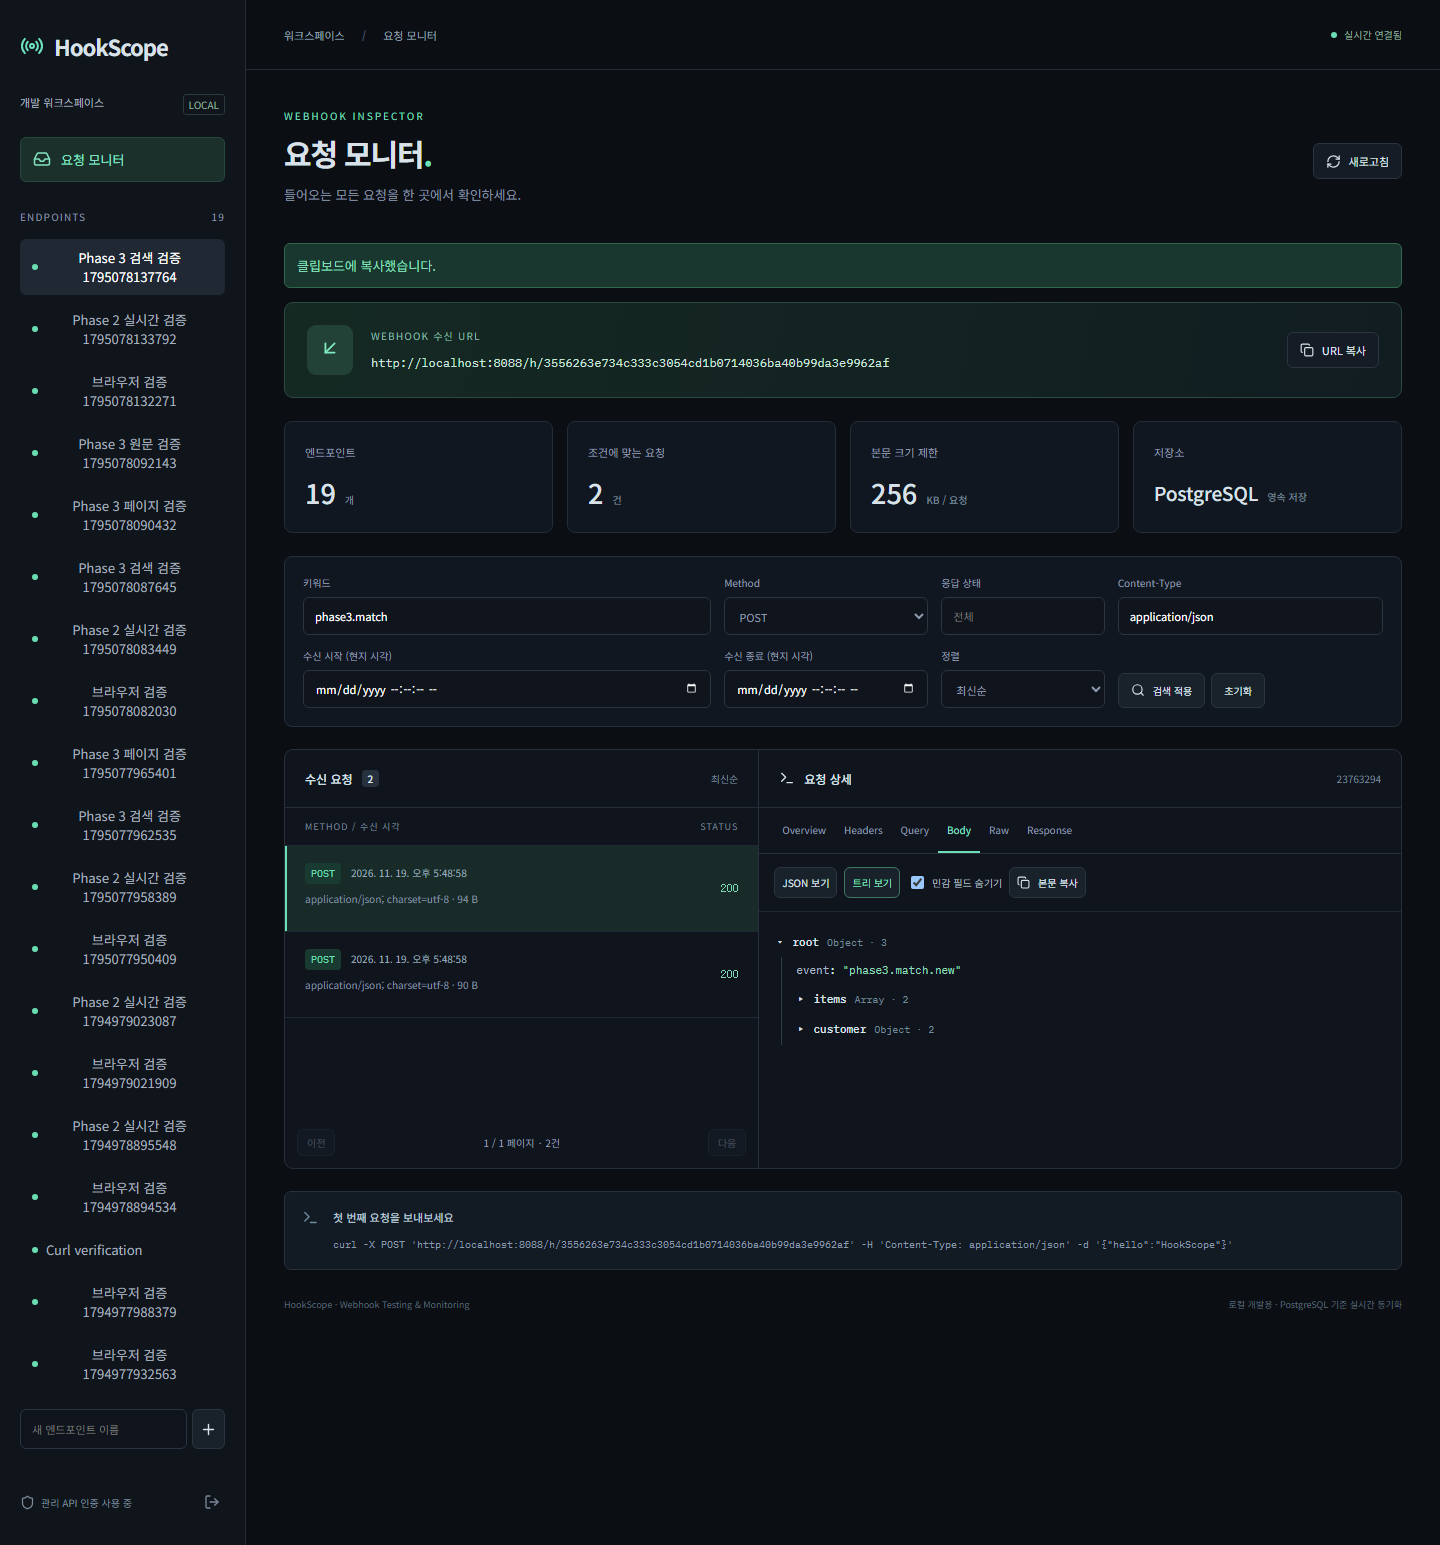 HookScope
개발 워크스페이스
LOCAL
요청 모니터
ENDPOINTS 19
Phase 3 검색 검증
1795078137764
Phase 2 실시간 검증
1795078133792
브라우저 검증
1795078132271
Phase 3 원문 검증
1795078092143
Phase 3 페이지 검증
1795078090432
Phase 3 검색 검증
1795078087645
Phase 2 실시간 검증
1795078083449
브라우저 검증
1795078082030
Phase 3 페이지 검증
1795077965401
Phase 3 검색 검증
1795077962535
Phase 2 실시간 검증
1795077958389
브라우저 검증
1795077950409
Phase 2 실시간 검증
1794979023087
브라우저 검증
1794979021909
Phase 2 실시간 검증
1794978895548
브라우저 검증
1794978894534
Curl verification
브라우저 검증
1794977988379
브라우저 검증
1794977932563
새 엔드포인트 이름
관리 API 인증 사용 중
워크스페이스 / 요청 모니터
실시간 연결됨
WEBHOOK INSPECTOR
요청 모니터.
들어오는 모든 요청을 한 곳에서 확인하세요.
새로고침
클립보드에 복사했습니다.
WEBHOOK 수신 URL
http://localhost:8088/h/3556263e734c333c3054cd1b0714036ba40b99da3e9962af
URL 복사
엔드포인트
19 개
조건에 맞는 요청
2 건
본문 크기 제한
256 KB / 요청
저장소
PostgreSQL 영속 저장
키워드
phase3.match
Method
POST
응답 상태
전체
Content-Type
application/json
수신 시작 (현지 시각)
mm/dd/yyyy --:--:-- --
수신 종료 (현지 시각)
mm/dd/yyyy --:--:-- --
정렬
최신순
검색 적용
초기화
수신 요청 2
최신순
METHOD / 수신 시각 STATUS
POST 2026. 11. 19. 오후 5:48:58
application/json; charset=utf-8 · 94 B
200
POST 2026. 11. 19. 오후 5:48:58
application/json; charset=utf-8 · 90 B
200
이전
1 / 1 페이지 · 2건
다음
요청 상세
23763294
Overview Headers Query Body Raw Response
JSON 보기
트리 보기
민감 필드 숨기기
본문 복사
root Object · 3
event: "phase3.match.new"
items Array · 2
customer Object · 2
첫 번째 요청을 보내보세요
curl -X POST 'http://localhost:8088/h/3556263e734c333c3054cd1b0714036ba40b99da3e9962af' -H 'Content-Type: application/json' -d '{"hello":"HookScope"}'
HookScope · Webhook Testing & Monitoring
로컬 개발용 · PostgreSQL 기준 실시간 동기화